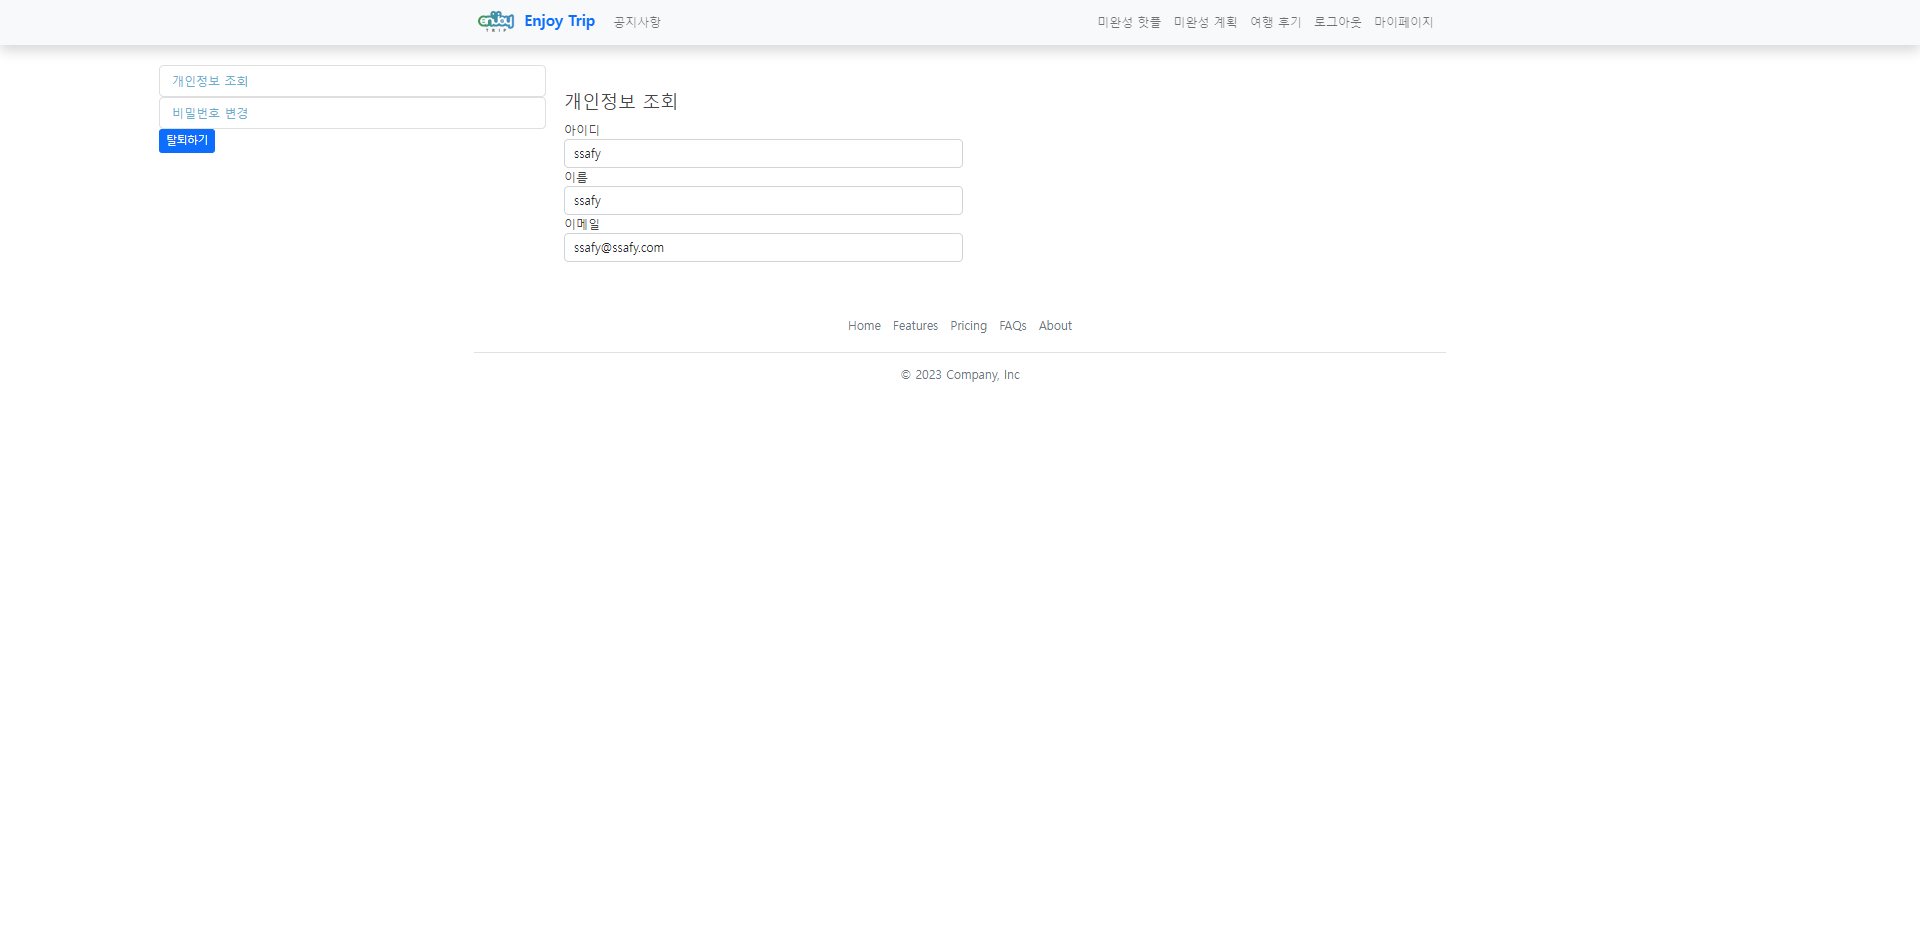 enjoy TRIP Enjoy Trip 공지사항 미완성 핫플 미완성 계획 여행 후기 로그아웃 마이페이지
개인정보 조회
비밀번호 변경
탈퇴하기
개인정보 조회
아이디
ssafy
이름
ssafy
이메일
ssafy@ssafy.com
Home Features Pricing FAQs About
© 2023 Company, Inc